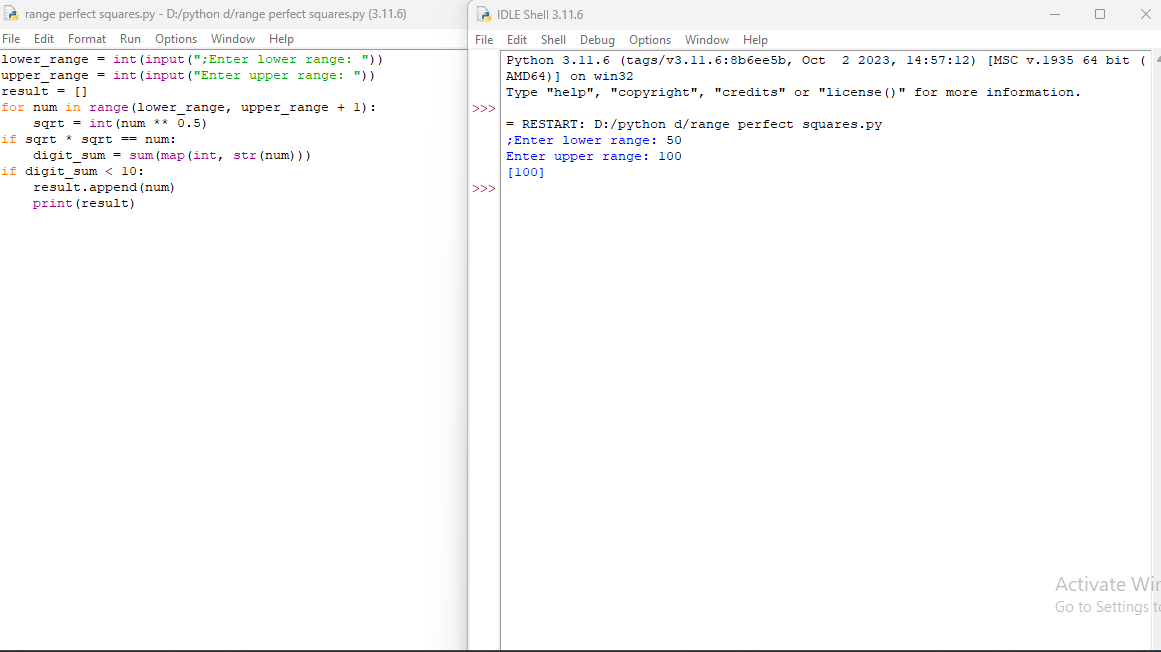 range perfect squares.py - D:/python d/range perfect squares.py (3.11.6)
File Edit Format Run Options Window Help
lower_range = int(input(";Enter lower range: "))
upper_range = int(input("Enter upper range: "))
result = []
for num in range(lower_range, upper_range + 1):
    sqrt = int(num ** 0.5)
if sqrt * sqrt == num:
    digit_sum = sum(map(int, str(num)))
if digit_sum < 10:
    result.append(num)
    print(result)
IDLE Shell 3.11.6
File Edit Shell Debug Options Window Help
Python 3.11.6 (tags/v3.11.6:8b6ee5b, Oct  2 2023, 14:57:12) [MSC v.1935 64 bit (
AMD64)] on win32
Type "help", "copyright", "credits" or "license()" for more information.
>>>
= RESTART: D:/python d/range perfect squares.py
;Enter lower range: 50
Enter upper range: 100
[100]
>>>
Activate Wi
Go to Settings t